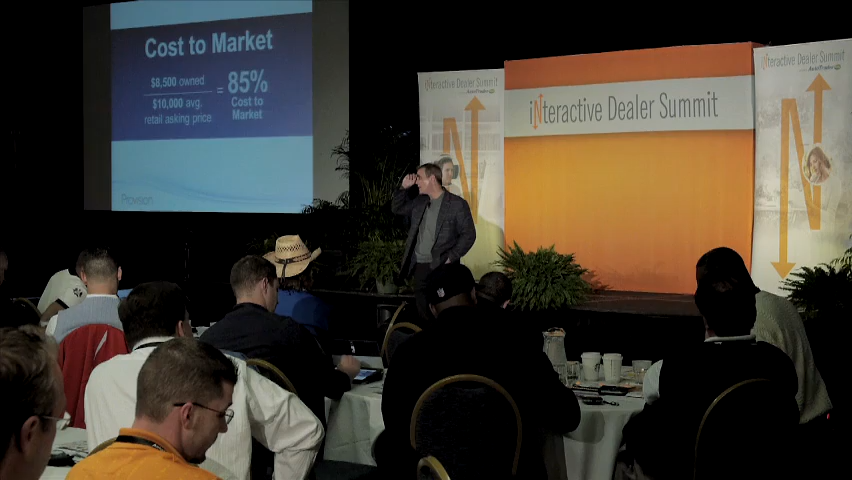 Cost to Market
$8,500 owned
$10,000 avg.
retail asking price
= 85%
Cost to
Market
Provision
iNteractive Dealer Summit
iNteractive Dealer Summit
iNteractive Dealer Summit
AutoTrader